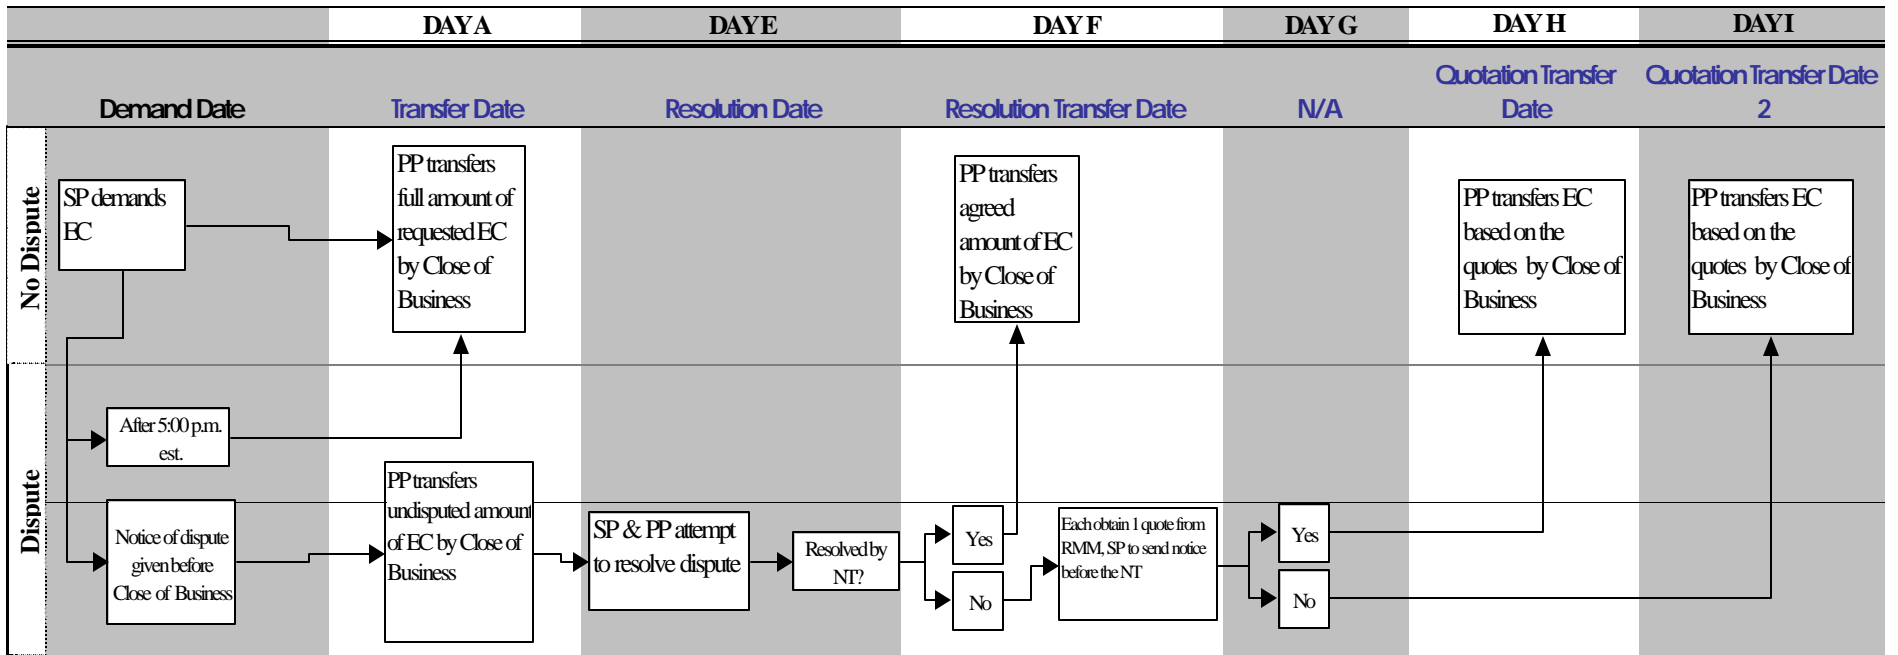 DAY A DAY E DAY F DAY G DAY H DAY I
Demand Date
Transfer Date
Resolution Date
Resolution Transfer Date
N/A
Quotation Transfer
Date
Quotation Transfer Date
2
No Dispute
SP demands
EC
PP transfers
full amount of
requested EC
by Close of
Business
PP transfers
agreed
amount of EC
by Close of
Business
PP transfers EC
based on the
quotes by Close of
Business
PP transfers EC
based on the
quotes by Close of
Business
Dispute
After 5:00 p.m.
est.
Notice of dispute
given before
Close of Business
PP transfers
undisputed amount
of EC by Close of
Business
SP & PP attempt
to resolve dispute
Resolved by
NT?
Yes
No
Each obtain 1 quote from
RMM, SP to send notice
before the NT
Yes
No